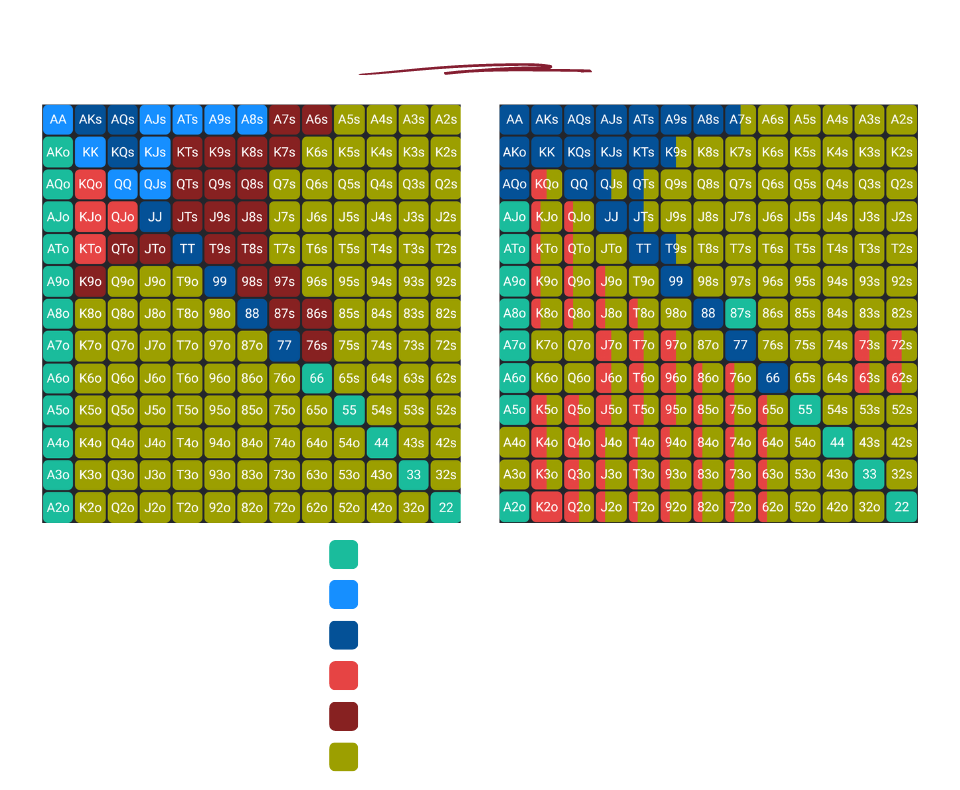 AA AKs AQs AJs ATs A9s A8s A7s A6s A5s A4s A3s A2s
AKo KK KQs KJs KTs K9s K8s K7s K6s K5s K4s K3s K2s
AQo KQo QQ QJs QTs Q9s Q8s Q7s Q6s Q5s Q4s Q3s Q2s
AJo KJo QJo JJ JTs J9s J8s J7s J6s J5s J4s J3s J2s
ATo KTo QTo JTo TT T9s T8s T7s T6s T5s T4s T3s T2s
A9o K9o Q9o J9o T9o 99 98s 97s 96s 95s 94s 93s 92s
A8o K8o Q8o J8o T8o 98o 88 87s 86s 85s 84s 83s 82s
A7o K7o Q7o J7o T7o 97o 87o 77 76s 75s 74s 73s 72s
A6o K6o Q6o J6o T6o 96o 86o 76o 66 65s 64s 63s 62s
A5o K5o Q5o J5o T5o 95o 85o 75o 65o 55 54s 53s 52s
A4o K4o Q4o J4o T4o 94o 84o 74o 64o 54o 44 43s 42s
A3o K3o Q3o J3o T3o 93o 83o 73o 63o 53o 43o 33 32s
A2o K2o Q2o J2o T2o 92o 82o 72o 62o 52o 42o 32o 22
AA AKs AQs AJs ATs A9s A8s A7s A6s A5s A4s A3s A2s
AKo KK KQs KJs KTs K9s K8s K7s K6s K5s K4s K3s K2s
AQo KQo QQ QJs QTs Q9s Q8s Q7s Q6s Q5s Q4s Q3s Q2s
AJo KJo QJo JJ JTs J9s J8s J7s J6s J5s J4s J3s J2s
ATo KTo QTo JTo TT T9s T8s T7s T6s T5s T4s T3s T2s
A9o K9o Q9o J9o T9o 99 98s 97s 96s 95s 94s 93s 92s
A8o K8o Q8o J8o T8o 98o 88 87s 86s 85s 84s 83s 82s
A7o K7o Q7o J7o T7o 97o 87o 77 76s 75s 74s 73s 72s
A6o K6o Q6o J6o T6o 96o 86o 76o 66 65s 64s 63s 62s
A5o K5o Q5o J5o T5o 95o 85o 75o 65o 55 54s 53s 52s
A4o K4o Q4o J4o T4o 94o 84o 74o 64o 54o 44 43s 42s
A3o K3o Q3o J3o T3o 93o 83o 73o 63o 53o 43o 33 32s
A2o K2o Q2o J2o T2o 92o 82o 72o 62o 52o 42o 32o 22